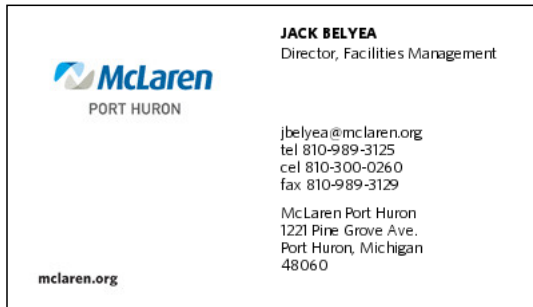 McLaren
PORT HURON
mclaren.org
JACK BELYEA
Director, Facilities Management
jbelyea@mclaren.org
tel 810-989-3125
cel 810-300-0260
fax 810-989-3129
McLaren Port Huron
1221 Pine Grove Ave.
Port Huron, Michigan
48060